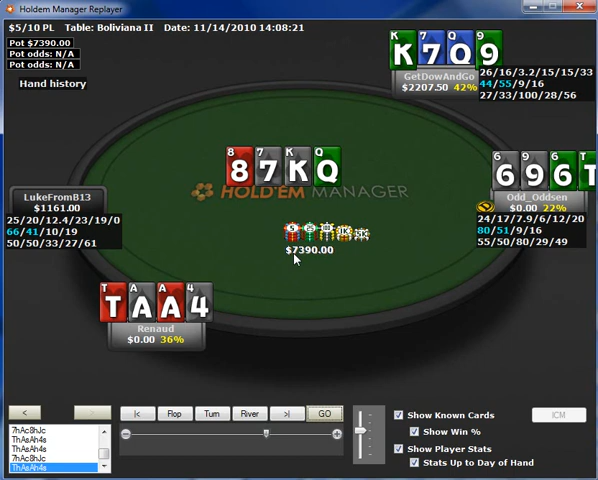 Holdem Manager Replayer
$5/10 PL Table: Boliviana II Date: 11/14/2010 14:08:21
Pot $7390.00
Pot odds: N/A
Pot odds: N/A
Hand history
K 7 Q 9
GetDowAndGo
$2207.50 42%
26/16/3.2/15/15/33
44/55/9/16
27/33/100/28/56
8 7 K Q
HOLD'EM MANAGER
6 9 6 T
Odd_Oddsen
$0.00 22%
24/17/7.9/6/12/20
80/51/9/16
55/50/80/29/49
LukeFromB13
$1161.00
25/20/12.4/23/19/0
66/41/10/19
50/50/33/27/61
$7390.00
T A A 4
Renaud
$0.00 36%
< > |< Flop Turn River >| GO
Show Known Cards
ICM
Show Win %
Show Player Stats
Stats Up to Day of Hand
7hAc8hJc
ThAsAh4s
ThAsAh4s
7hAc8hJc
ThAsAh4s